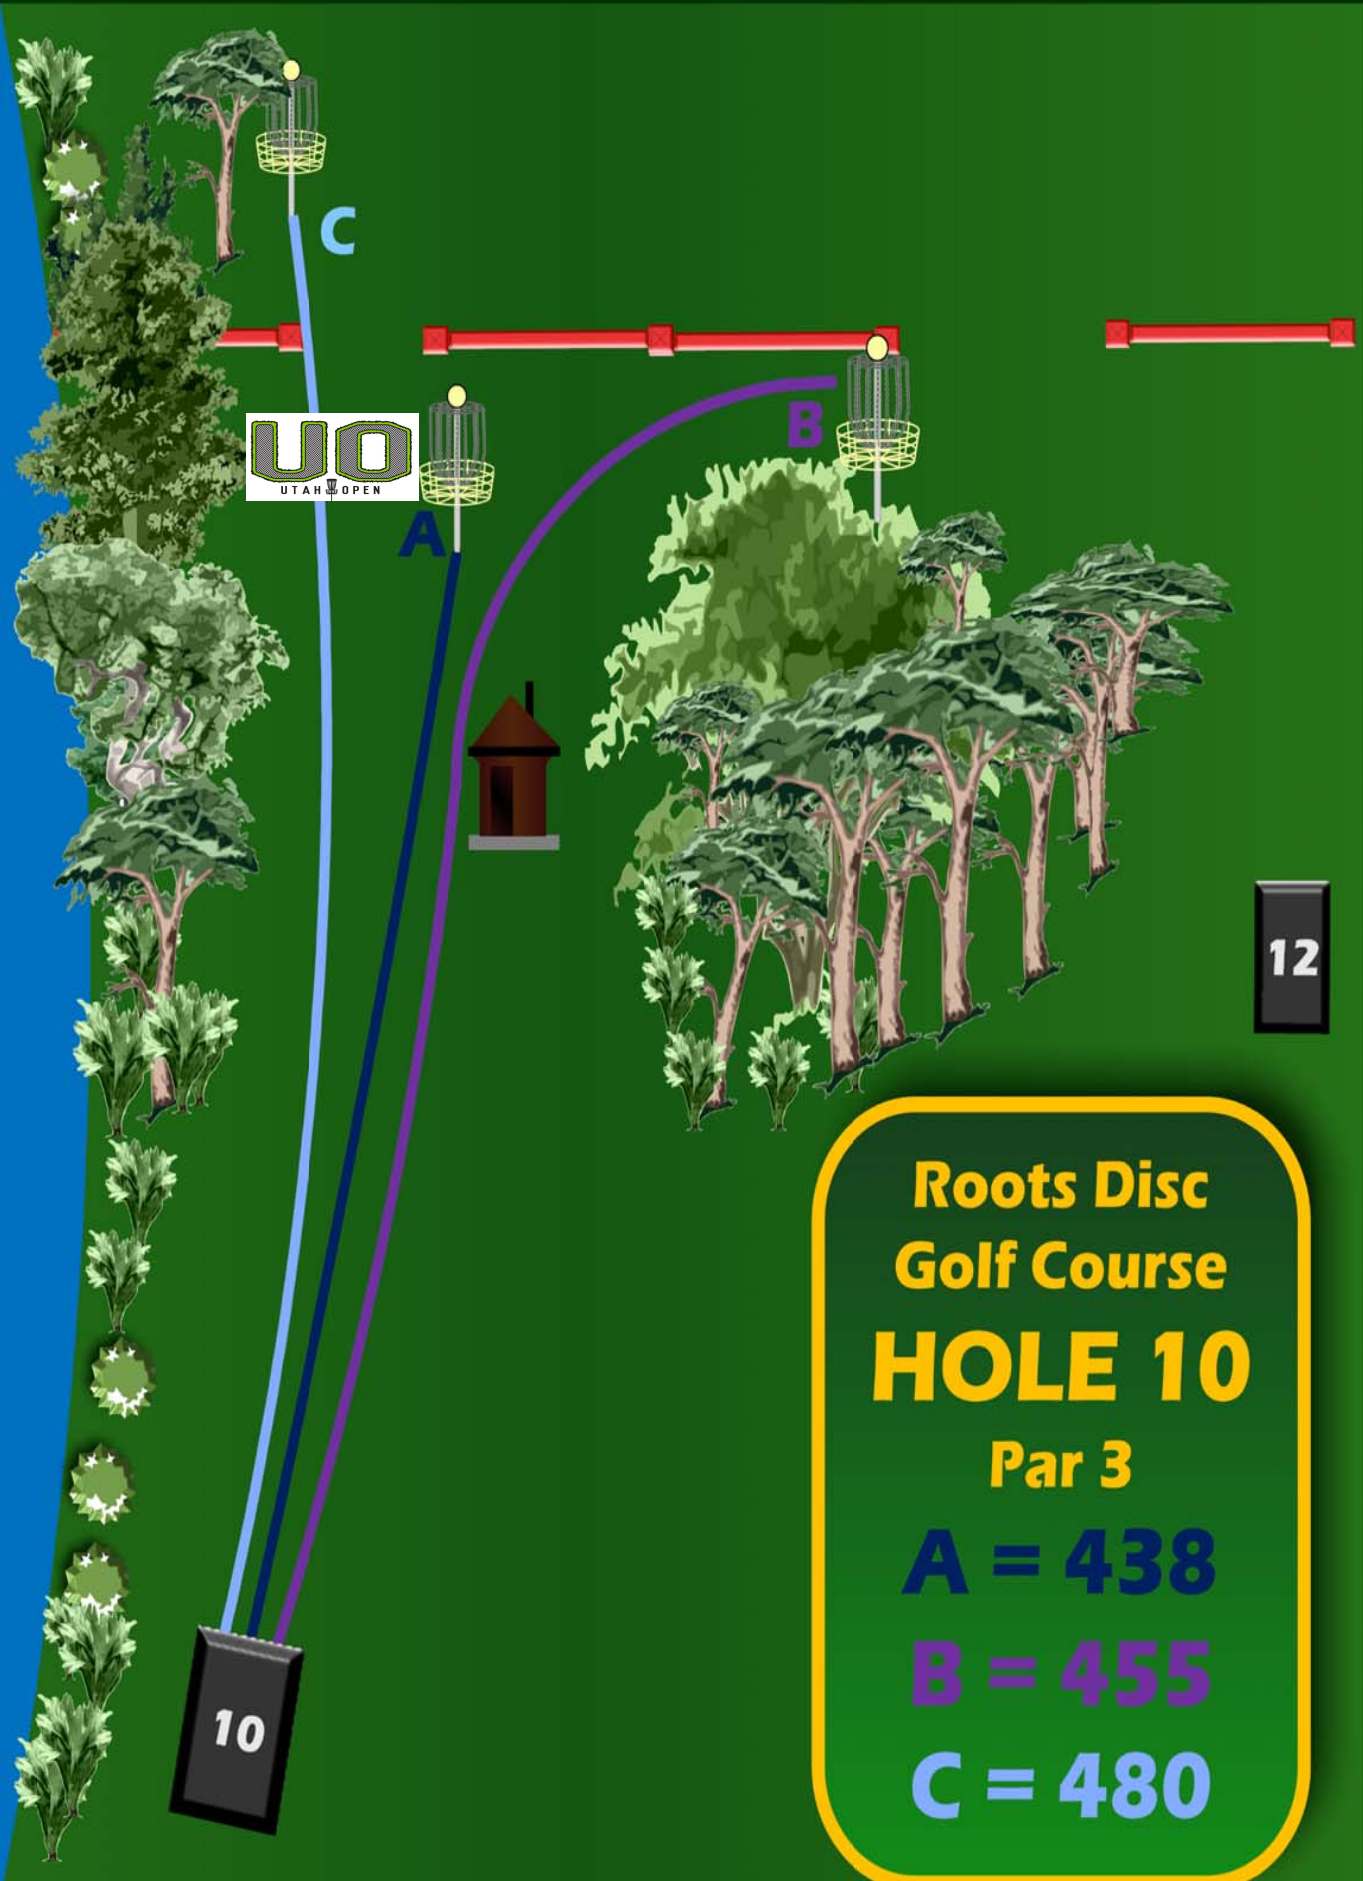 C
UO
UTAH OPEN
B
A
12
10
Roots Disc
Golf Course
HOLE 10
Par 3
A = 438
B = 455
C = 480